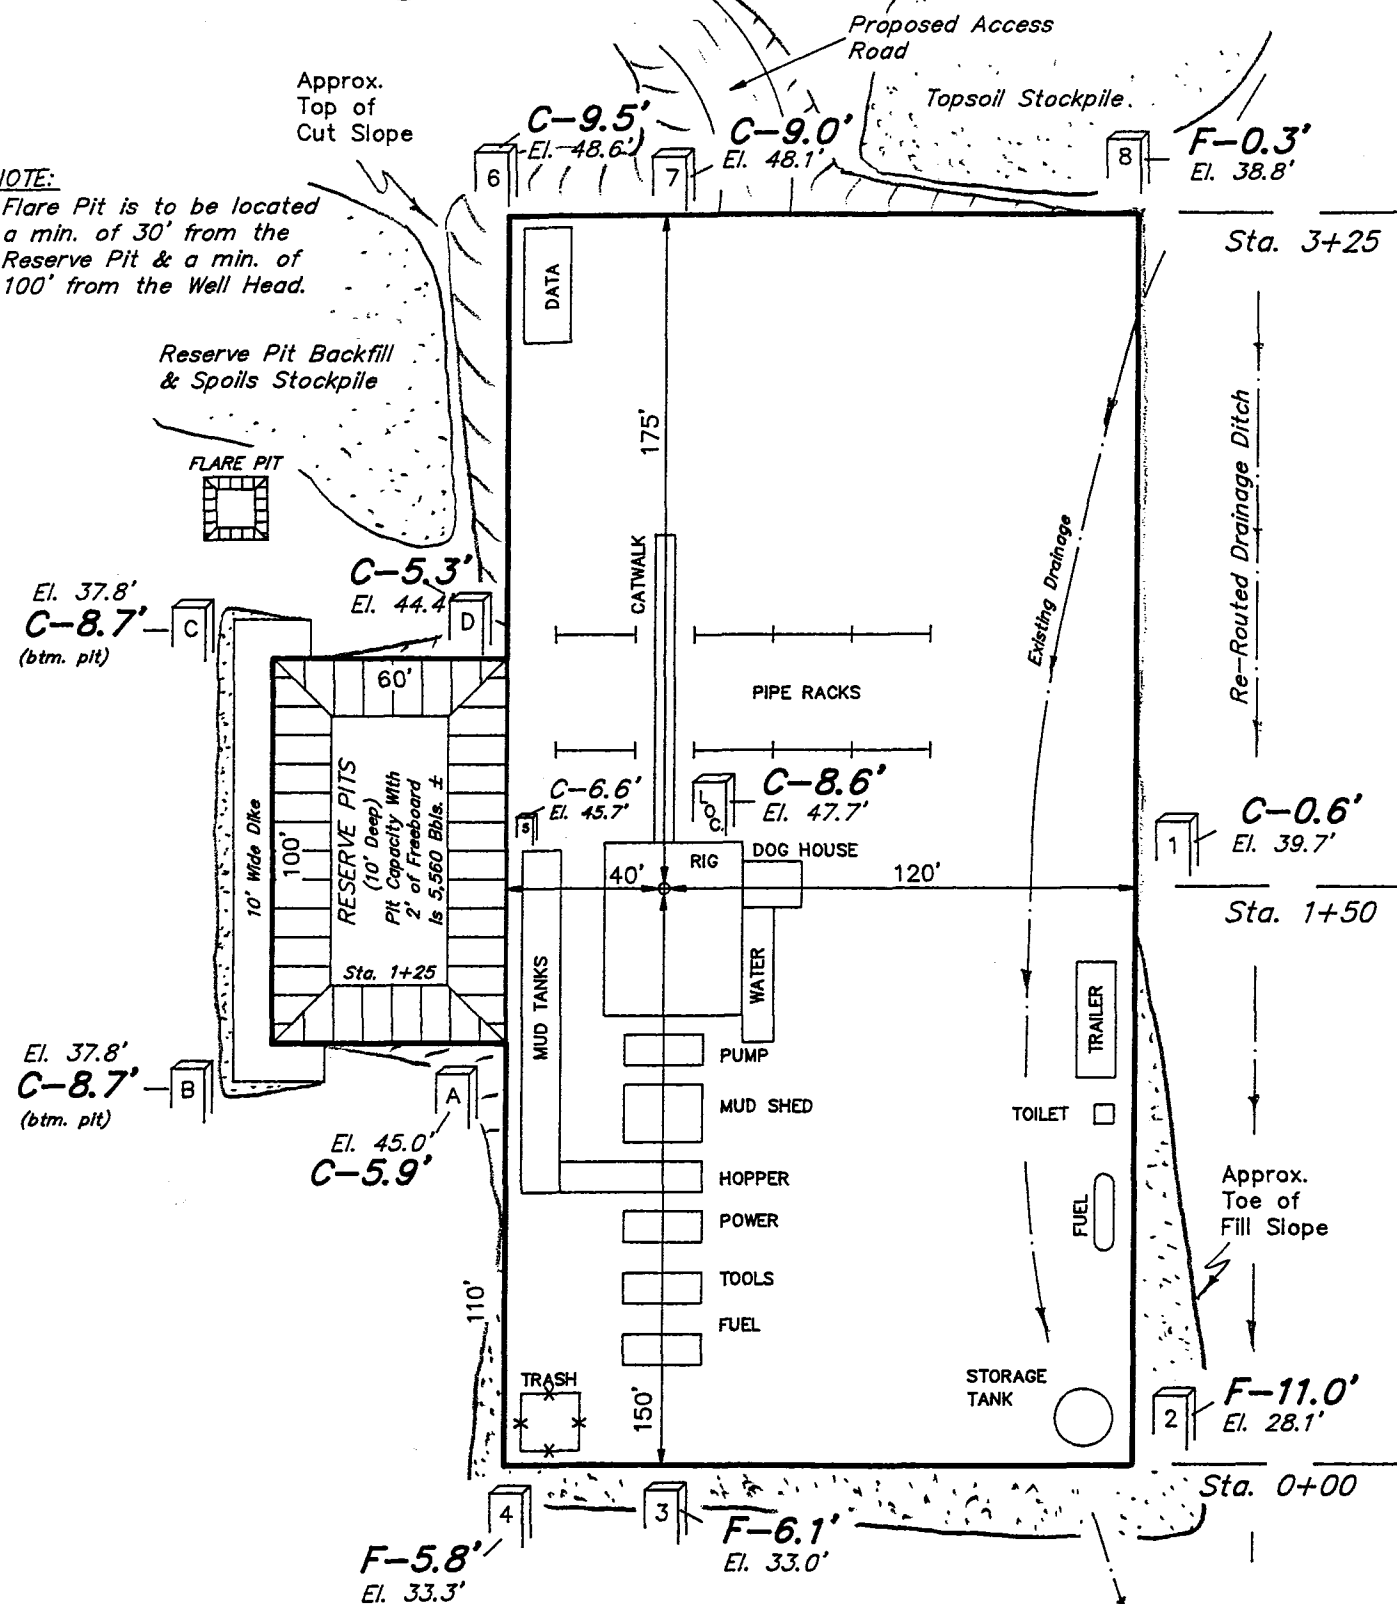 Proposed Access
Road
Approx.
Top of
Cut Slope
Topsoil Stockpile.
C-9.5'
El. 48.6')
C-9.0'
El. 48.1'
F-0.3'
El. 38.8'
6
7
8
OTE:
Flare Pit is to be located
a min. of 30' from the
Reserve Pit & a min. of
100' from the Well Head.
Sta. 3+25
DATA
Reserve Pit Backfill
& Spoils Stockpile
175'
FLARE PIT
Re-Routed Drainage Ditch
Existing Drainage
CATWALK
C-5.3'
El. 44.4'
D
El. 37.8'
C-8.7'
(btm. pit)
C
60'
PIPE RACKS
10' Wide Dike
100'
RESERVE PITS
(10' Deep)
Pit Capacity With
2' of Freeboard
Is 5,560 Bbls. ±
Sta. 1+25
C-6.6'
El. 45.7'
S
LOC.
C-8.6'
El. 47.7'
C-0.6'
El. 39.7'
1
RIG
DOG HOUSE
40'
120'
Sta. 1+50
MUD TANKS
WATER
TRAILER
El. 37.8'
C-8.7'
(btm. pit)
B
A
El. 45.0'
C-5.9'
PUMP
MUD SHED
TOILET
HOPPER
POWER
FUEL
Approx.
Toe of
Fill Slope
TOOLS
110'
FUEL
TRASH
150'
STORAGE
TANK
2
F-11.0'
El. 28.1'
Sta. 0+00
4
3
F-5.8'
El. 33.3'
F-6.1'
El. 33.0'